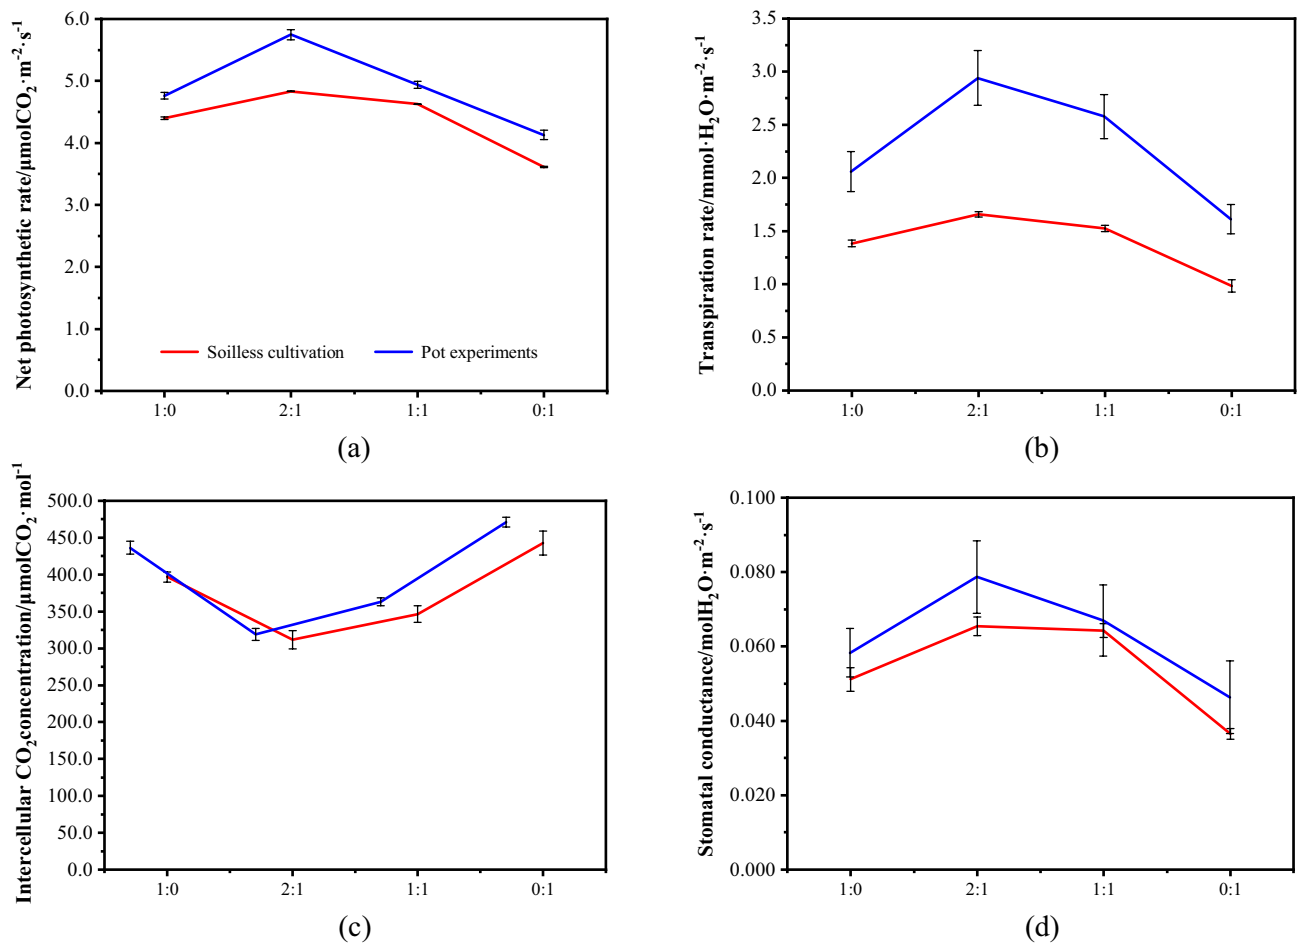 Net photosynthetic rate/μmolCO₂·m⁻²·s⁻¹
6.0
5.0
4.0
3.0
2.0
1.0
0.0
Soilless cultivation
Pot experiments
1:0 2:1 1:1 0:1
(a)
Transpiration rate/mmol·H₂O·m⁻²·s⁻¹
3.5
3.0
2.5
2.0
1.5
1.0
0.5
0.0
1:0 2:1 1:1 0:1
(b)
Intercellular CO₂concentration/μmolCO₂·mol⁻¹
500.0
450.0
400.0
350.0
300.0
250.0
200.0
150.0
100.0
50.0
0.0
1:0 2:1 1:1 0:1
(c)
Stomatal conductance/molH₂O·m⁻²·s⁻¹
0.100
0.080
0.060
0.040
0.020
0.000
1:0 2:1 1:1 0:1
(d)